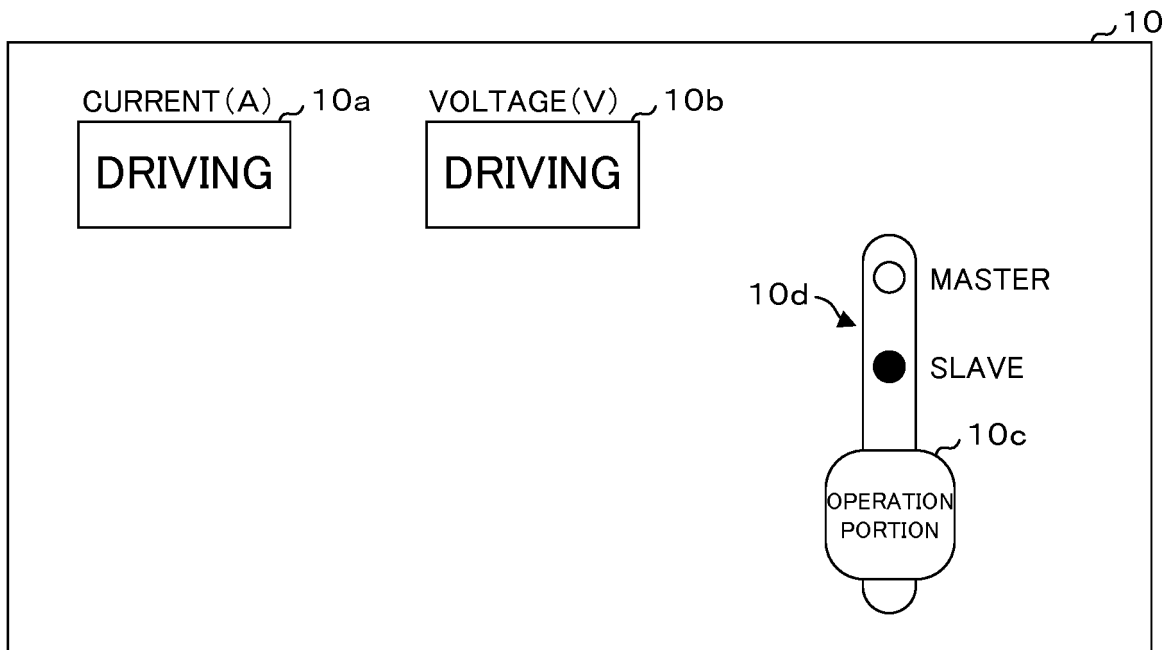 10
CURRENT(A) 10a
VOLTAGE(V) 10b
DRIVING
DRIVING
MASTER
10d
SLAVE
10c
OPERATION
PORTION